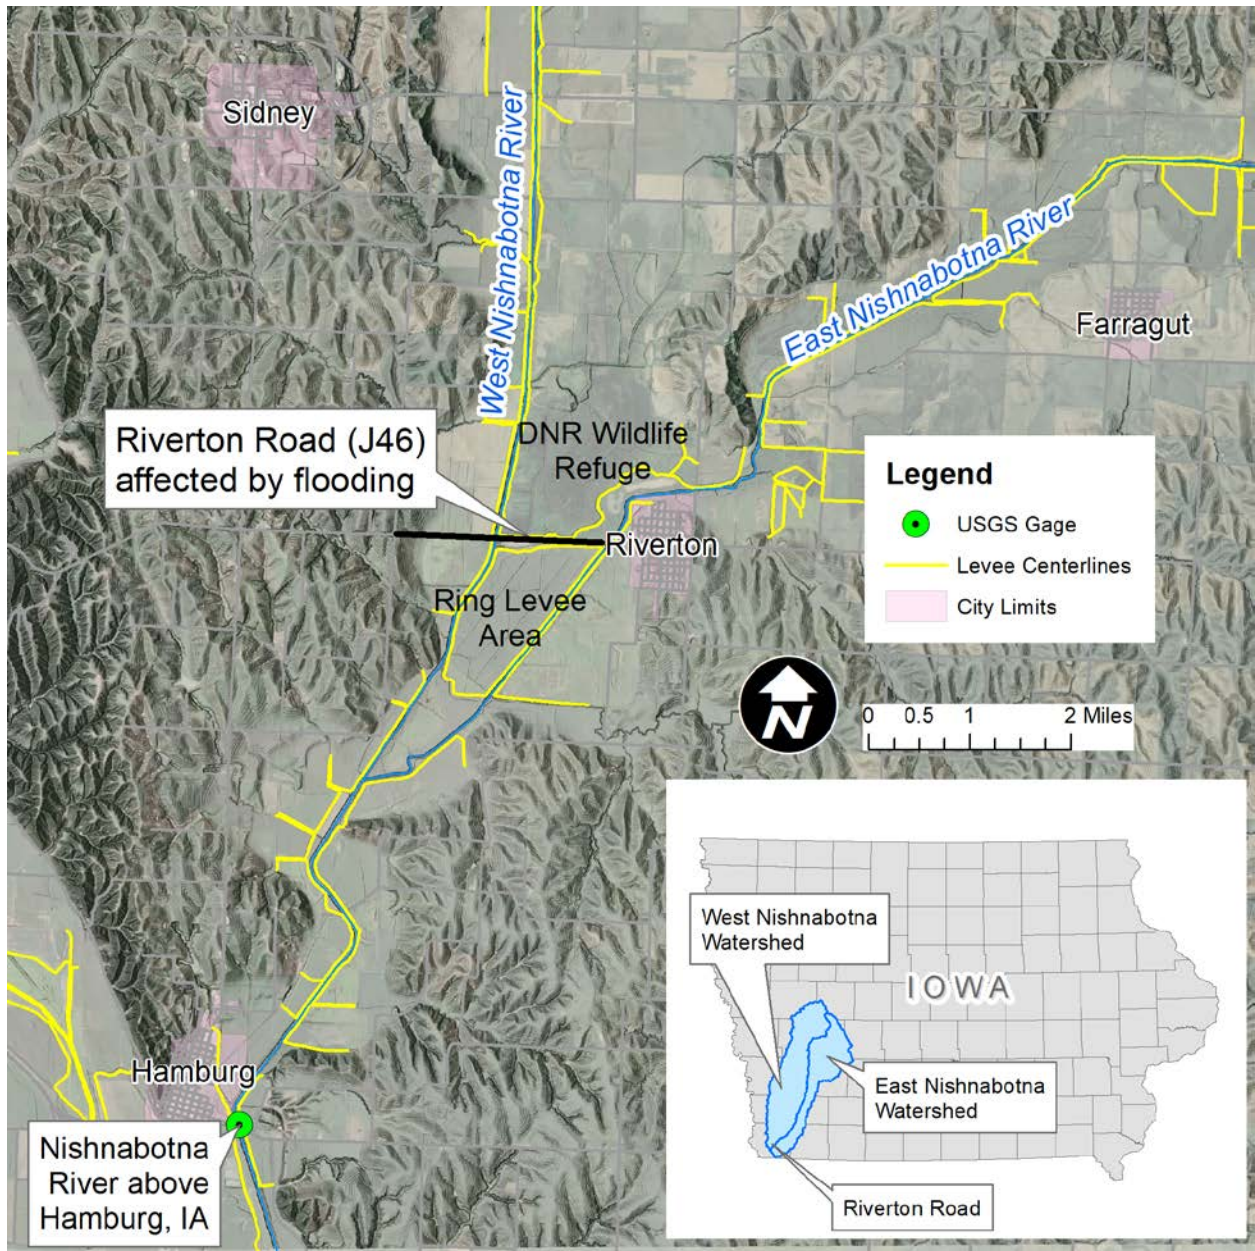 Sidney
West Nishnabotna River
East Nishnabotna River
Farragut
Riverton Road (J46)
affected by flooding
DNR Wildlife
Refuge
Riverton
Ring Levee
Area
Legend
USGS Gage
Levee Centerlines
City Limits
N
0 0.5 1 2 Miles
West Nishnabotna
Watershed
IOWA
East Nishnabotna
Watershed
Riverton Road
Hamburg
Nishnabotna
River above
Hamburg, IA